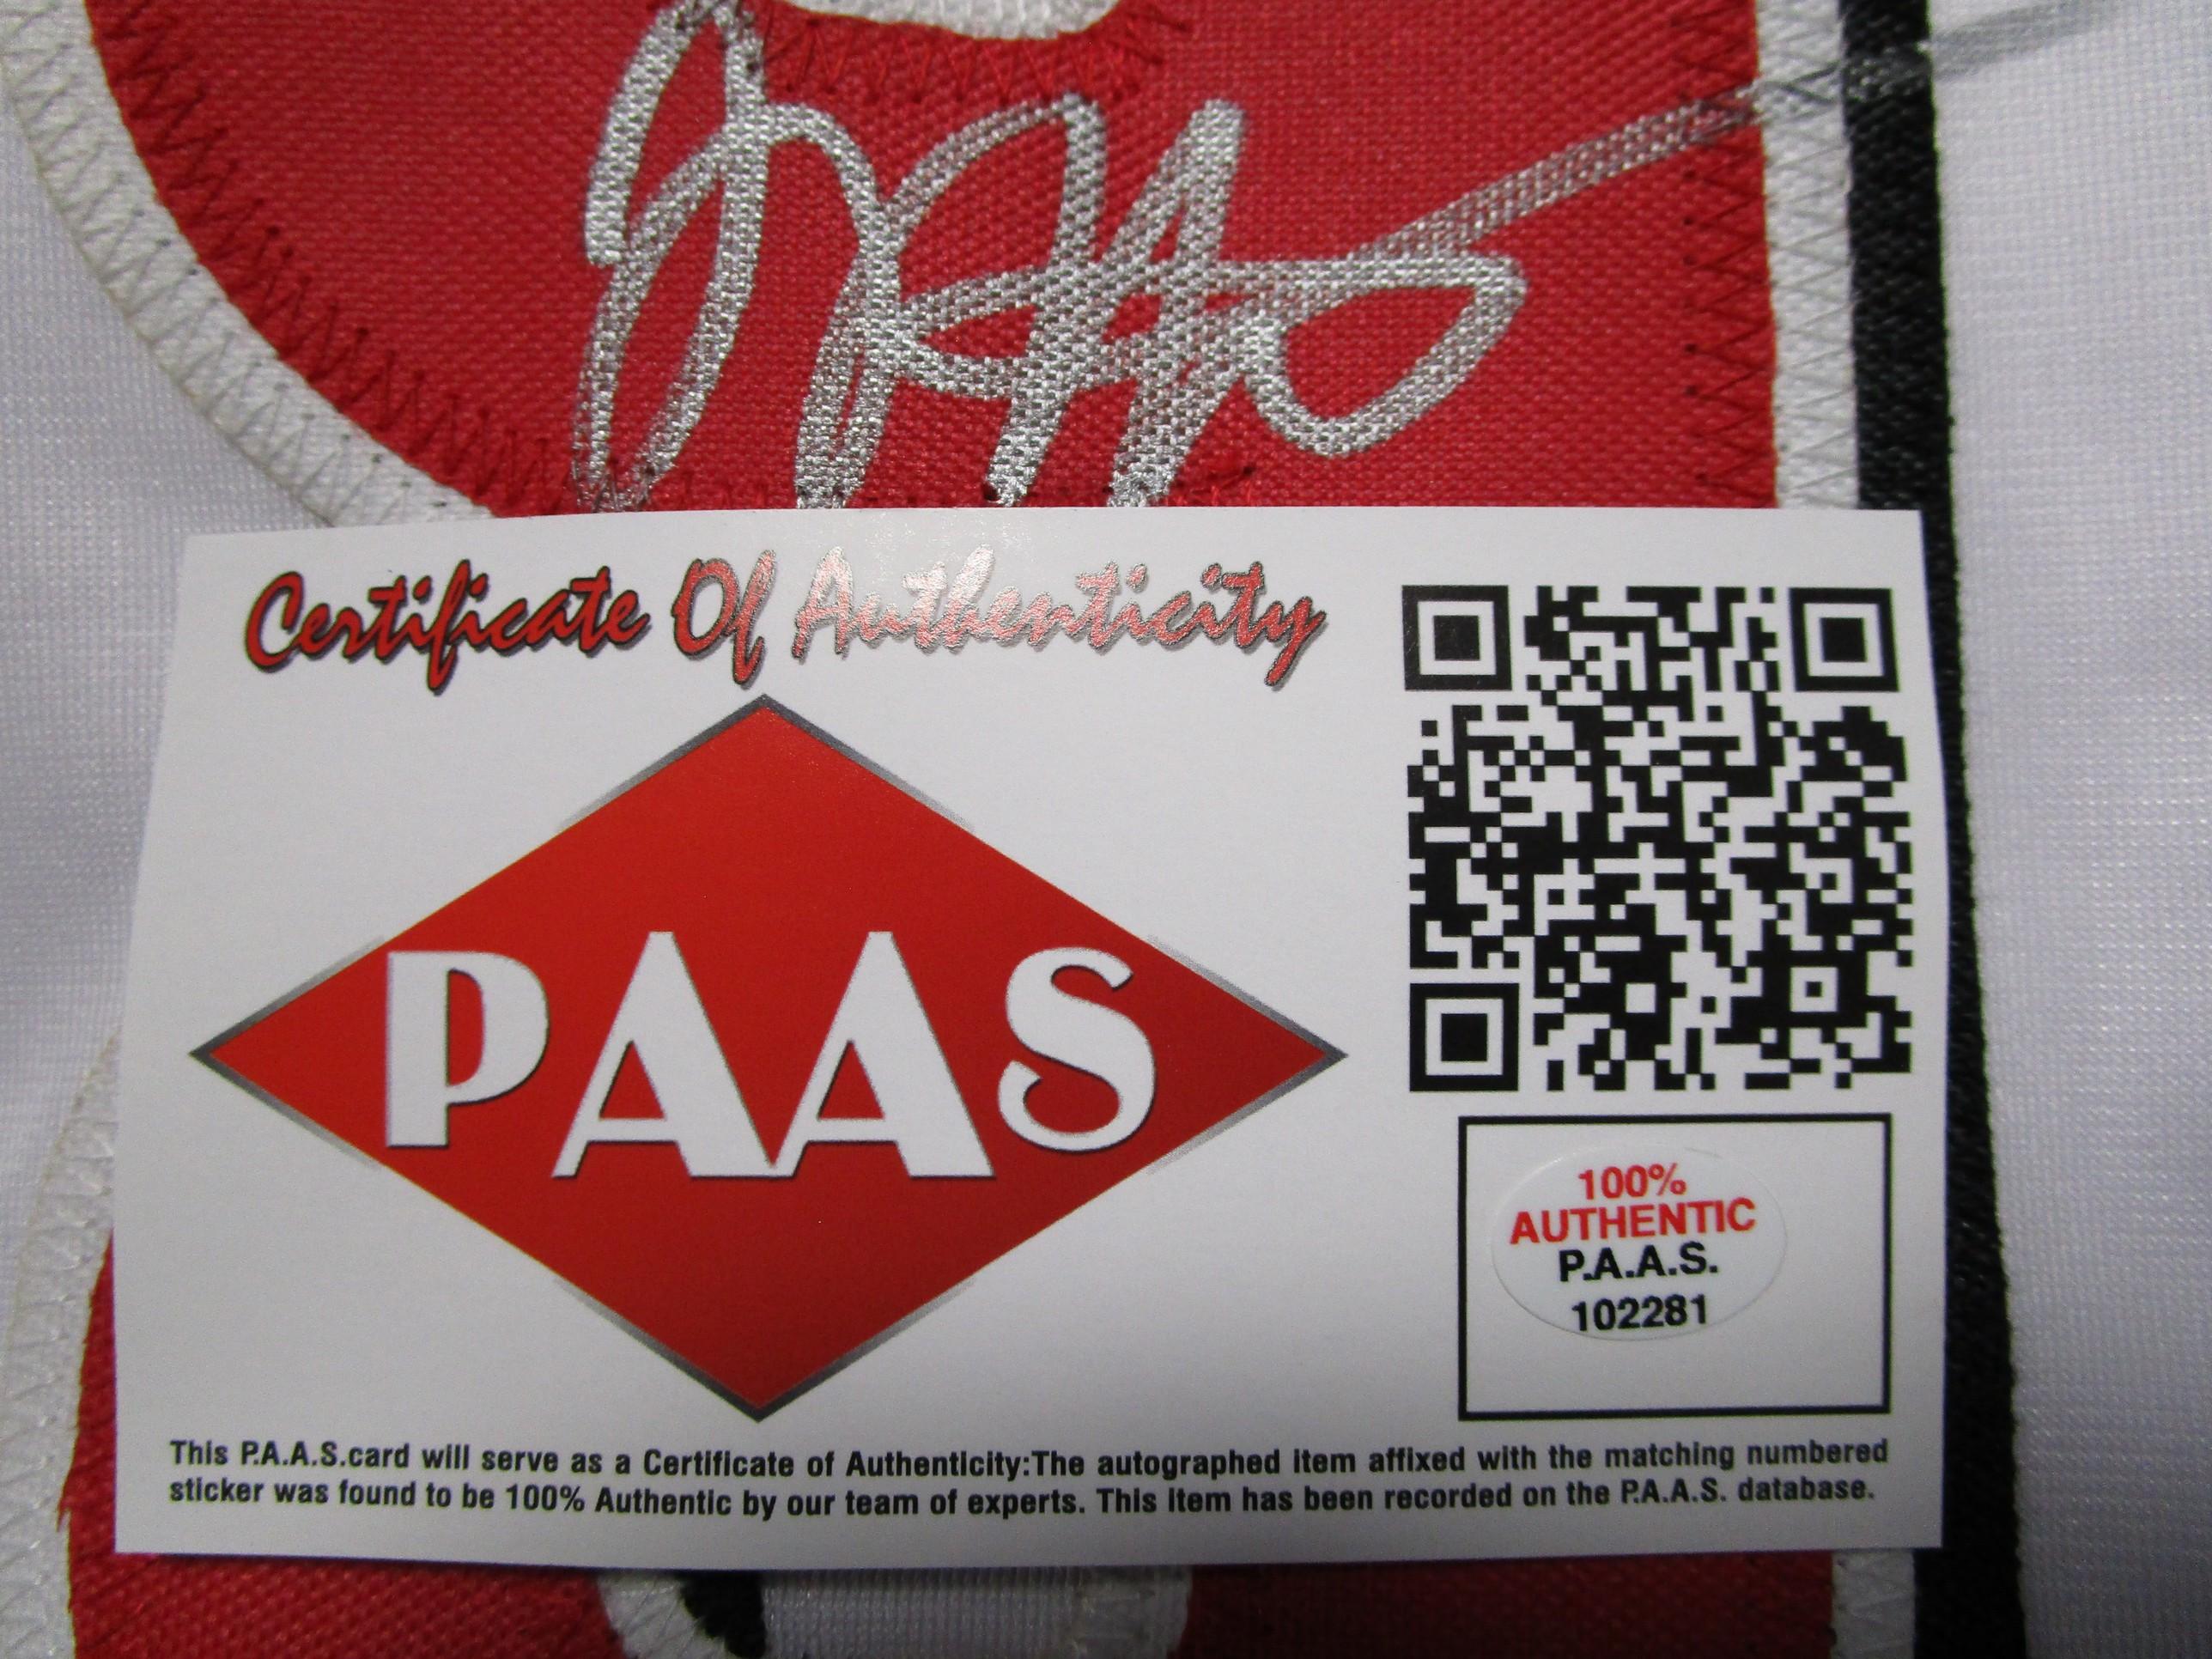 Certificate Of Authenticity
PAAS
100%
AUTHENTIC
P.A.A.S.
102281
This P.A.A.S.card will serve as a Certificate of Authenticity:The autographed item affixed with the matching numbered
sticker was found to be 100% Authentic by our team of experts. This item has been recorded on the P.A.A.S. database.